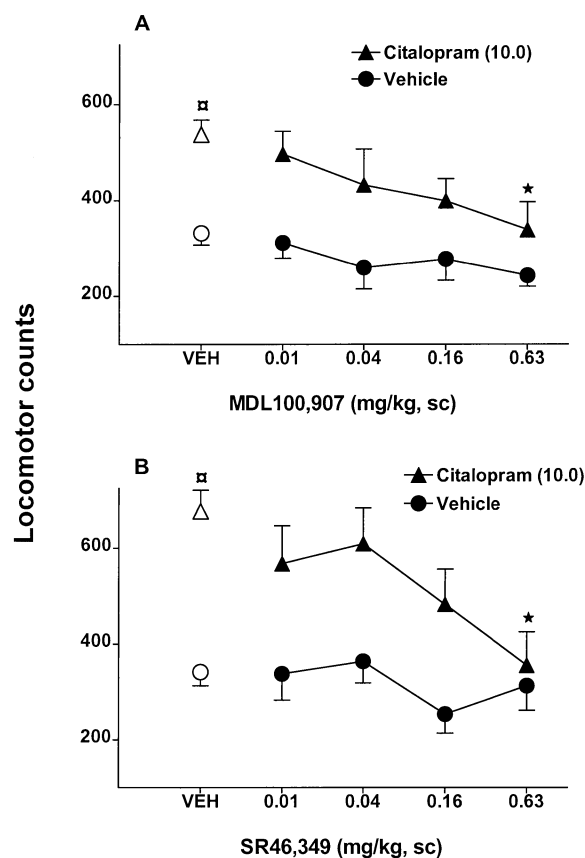 A
Citalopram (10.0)
Vehicle
600
¤
400
★
200
VEH 0.01 0.04 0.16 0.63
MDL100,907 (mg/kg, sc)
Locomotor counts
B
Citalopram (10.0)
Vehicle
¤
600
★
400
200
VEH 0.01 0.04 0.16 0.63
SR46,349 (mg/kg, sc)